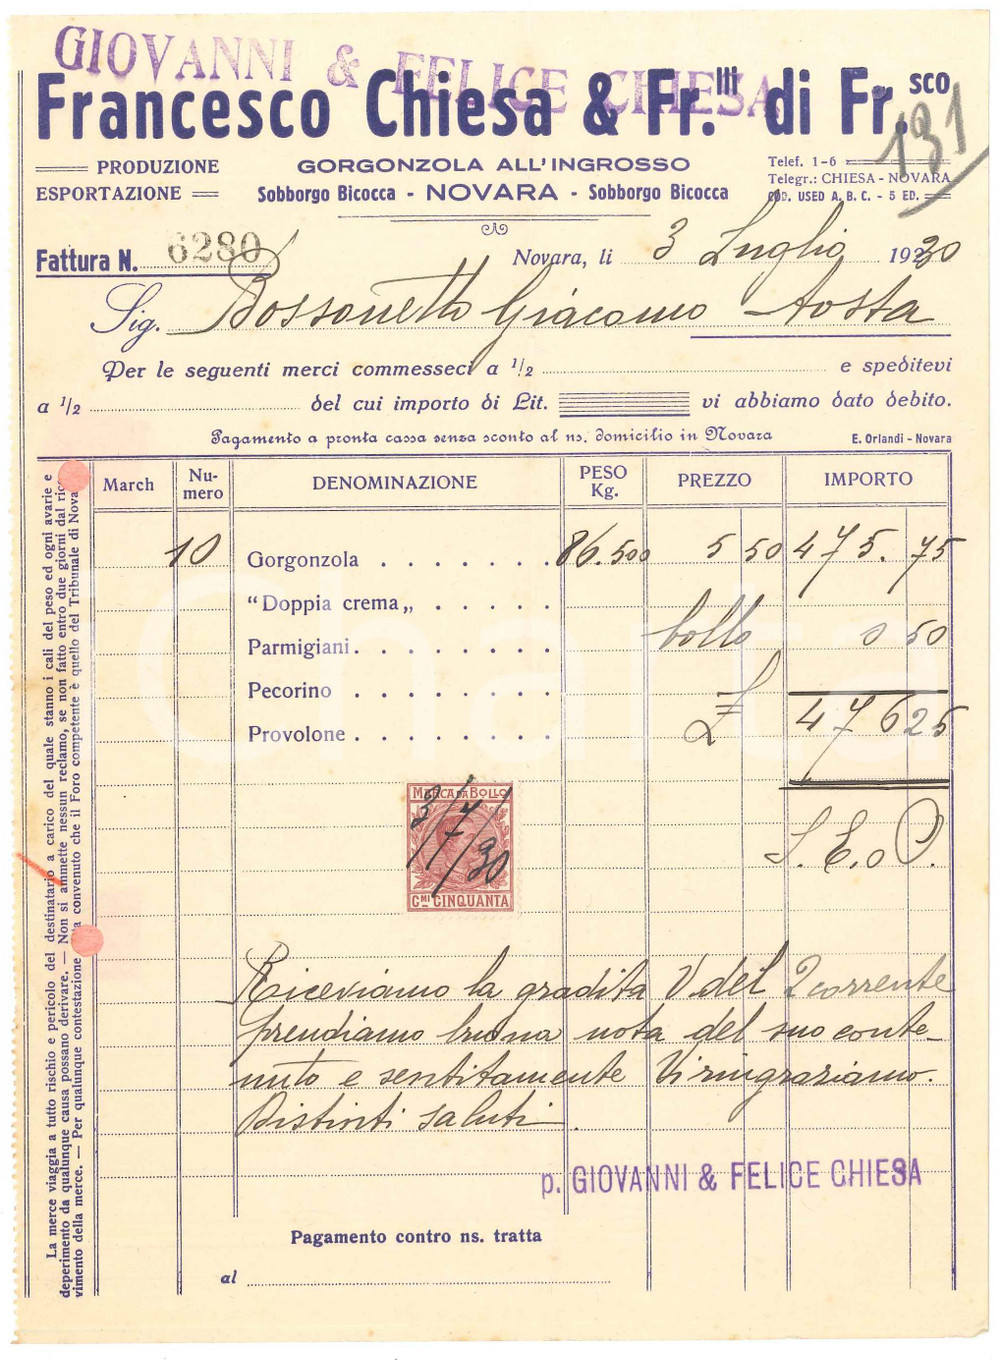 GIOVANNI & FELICE CHIESA
Francesco Chiesa & Fr.lli di Fr.sco
131
PRODUZIONE
ESPORTAZIONE
GORGONZOLA ALL'INGROSSO
Sobborgo Bicocca - NOVARA - Sobborgo Bicocca
Telef. 1-6
Telegr.: CHIESA - NOVARA
COD. USED A. B. C. - 5 ED.
Fattura N. 6280
Novara, li 3 Luglio 1930
Sig. Bossonetto Giacomo Aosta
Per le seguenti merci commesseci a ½ e speditevi
a ½ del cui importo di Lit. vi abbiamo dato debito.
Pagamento a pronta cassa senza sconto al ns. domicilio in Novara
E. Orlandi - Novara
March Nu-mero DENOMINAZIONE PESO Kg. PREZZO IMPORTO
10 Gorgonzola 86.500 5 50 475.75
"Doppia crema„
Parmigiani bollo 0 50
Pecorino
Provolone £ 476 25
MARCA DA BOLLO
3/7/30
CMI CINQUANTA
S. E. o O.
Riceviamo la gradita V. del 2 corrente
prendiamo buona nota del suo conte-
nuto e sentitamente Vi ringraziamo.
Distinti saluti.
p. GIOVANNI & FELICE CHIESA
Pagamento contro ns. tratta
al
La merce viaggia a tutto rischio e pericolo del destinatario a carico del quale stanno i cali del peso ed ogni avarie e
deperimento da qualunque causa possano derivare. — Non si ammette nessun reclamo, se non fatto entro due giorni dal
vimento della merce. — Per qualunque contestazione convenuto che il Foro competente è quello del Tribunale di